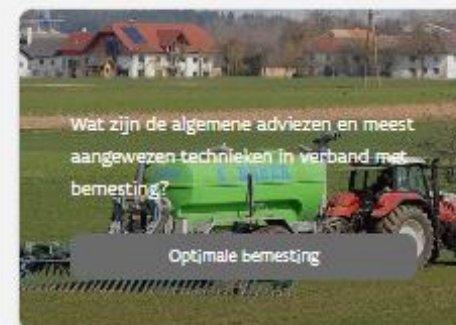 Wat zijn de algemene adviezen en meest
aangewezen technieken in verband met
bemesting?
Optimale bemesting